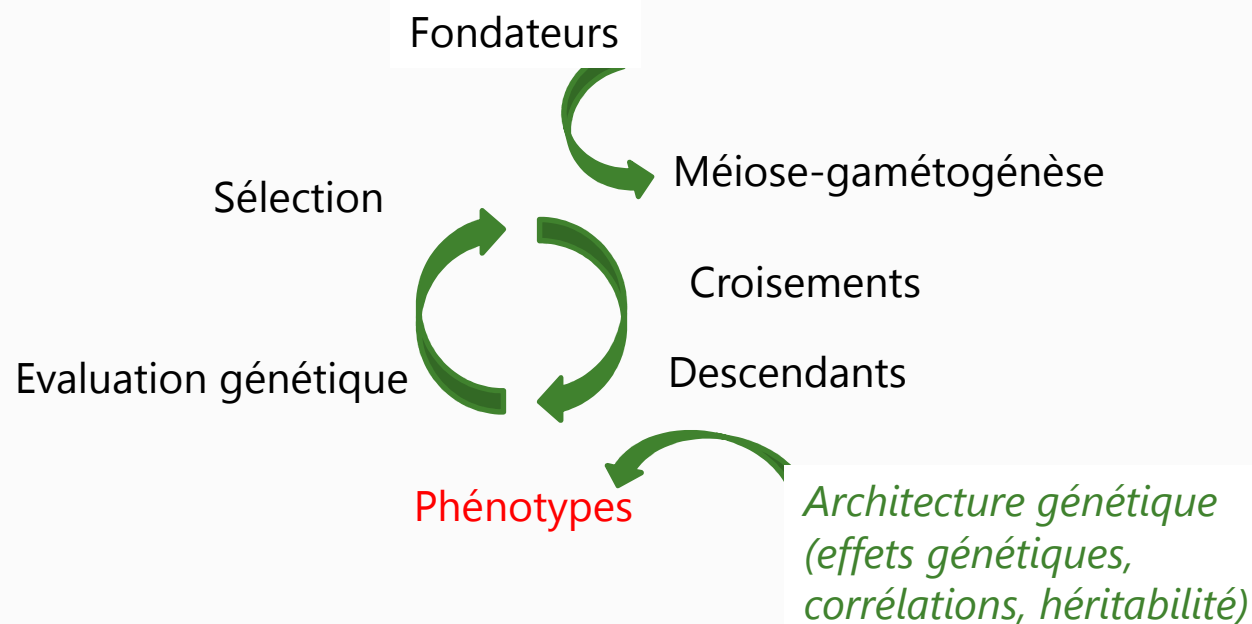 Fondateurs
Méiose-gamétogénèse
Sélection
Croisements
Evaluation génétique
Descendants
Phénotypes
Architecture génétique
(effets génétiques,
corrélations, héritabilité)